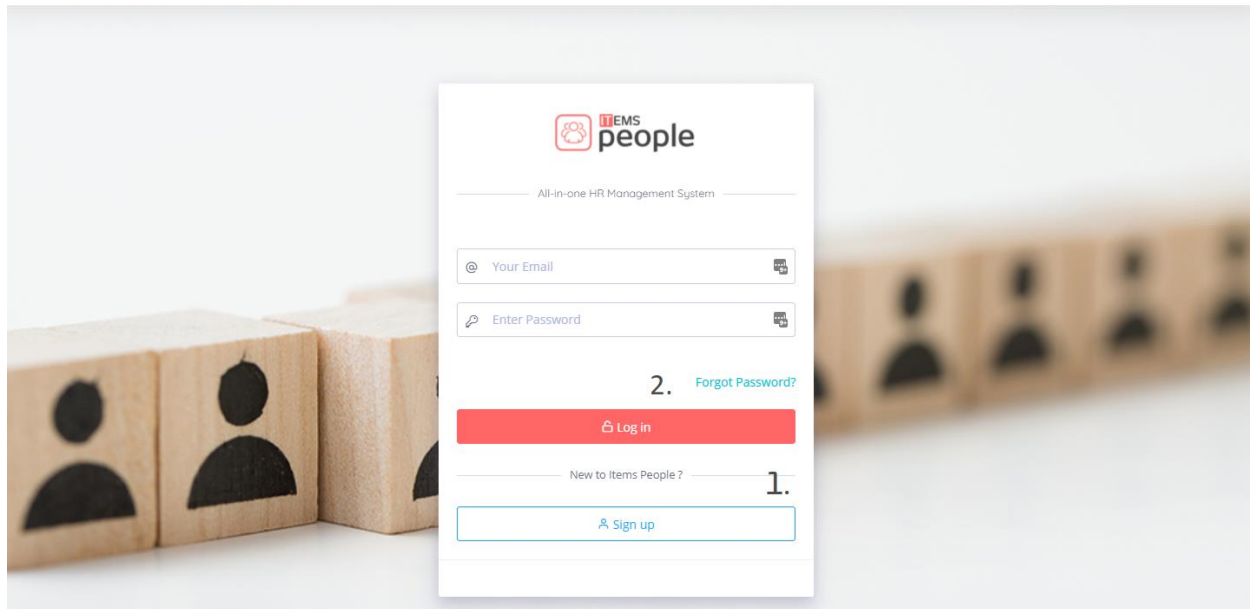 ITEMS
people
All-in-one HR Management System
@ Your Email
Enter Password
2. Forgot Password?
Log in
New to Items People ?
1.
Sign up